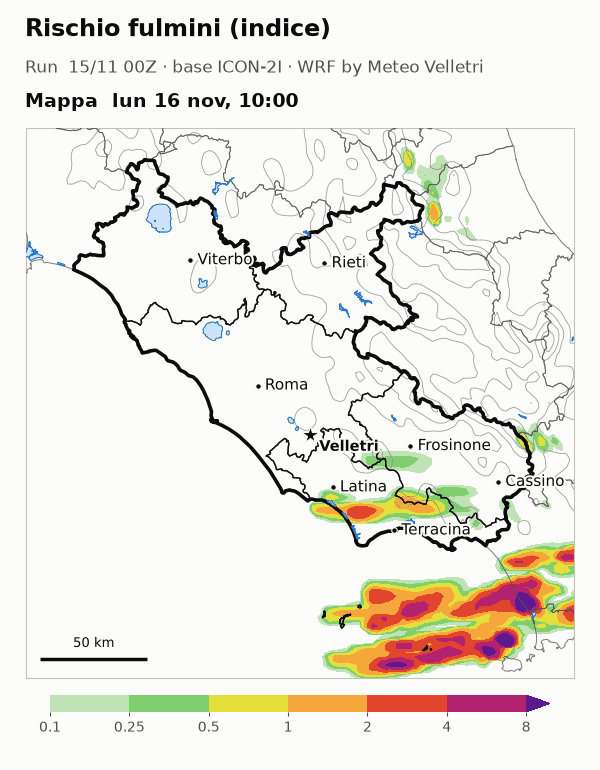 Rischio fulmini (indice)
Run  15/11 00Z · base ICON-2I · WRF by Meteo Velletri
Mappa  lun 16 nov, 10:00
Viterbo
Rieti
Roma
Velletri
Frosinone
Cassino
Latina
Terracina
50 km
0.1 0.25 0.5 1 2 4 8